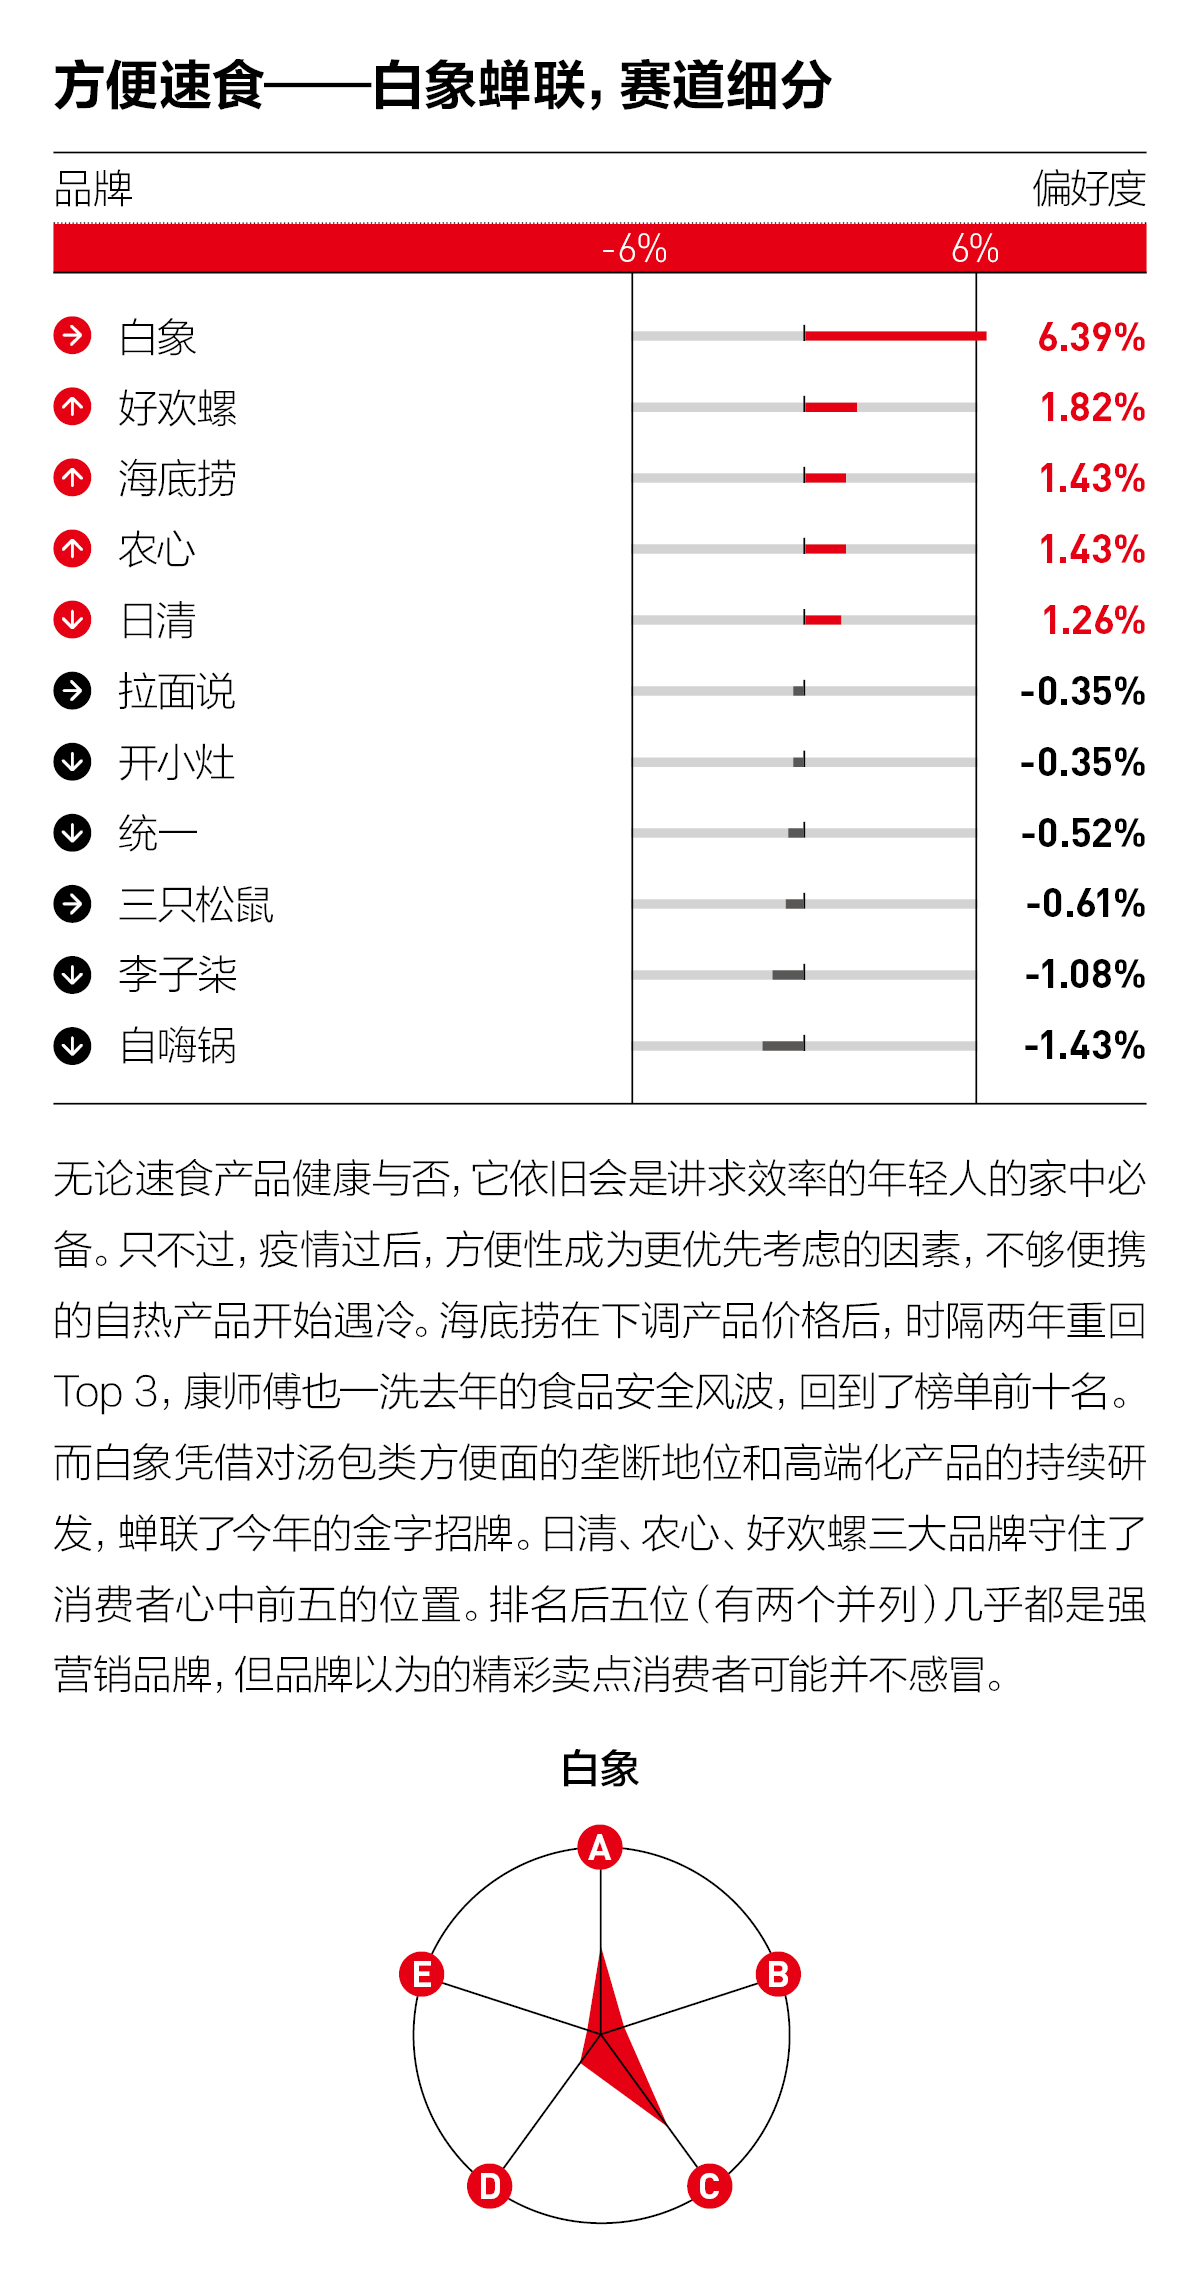 方便速食——白象蝉联，赛道细分
品牌 偏好度
-6% 6%
白象 6.39%
好欢螺 1.82%
海底捞 1.43%
农心 1.43%
日清 1.26%
拉面说 -0.35%
开小灶 -0.35%
统一 -0.52%
三只松鼠 -0.61%
李子柒 -1.08%
自嗨锅 -1.43%
无论速食产品健康与否，它依旧会是讲求效率的年轻人的家中必
备。只不过，疫情过后，方便性成为更优先考虑的因素，不够便携
的自热产品开始遇冷。海底捞在下调产品价格后，时隔两年重回
Top 3，康师傅也一洗去年的食品安全风波，回到了榜单前十名。
而白象凭借对汤包类方便面的垄断地位和高端化产品的持续研
发，蝉联了今年的金字招牌。日清、农心、好欢螺三大品牌守住了
消费者心中前五的位置。排名后五位（有两个并列）几乎都是强
营销品牌，但品牌以为的精彩卖点消费者可能并不感冒。
白象
A
E B
D C